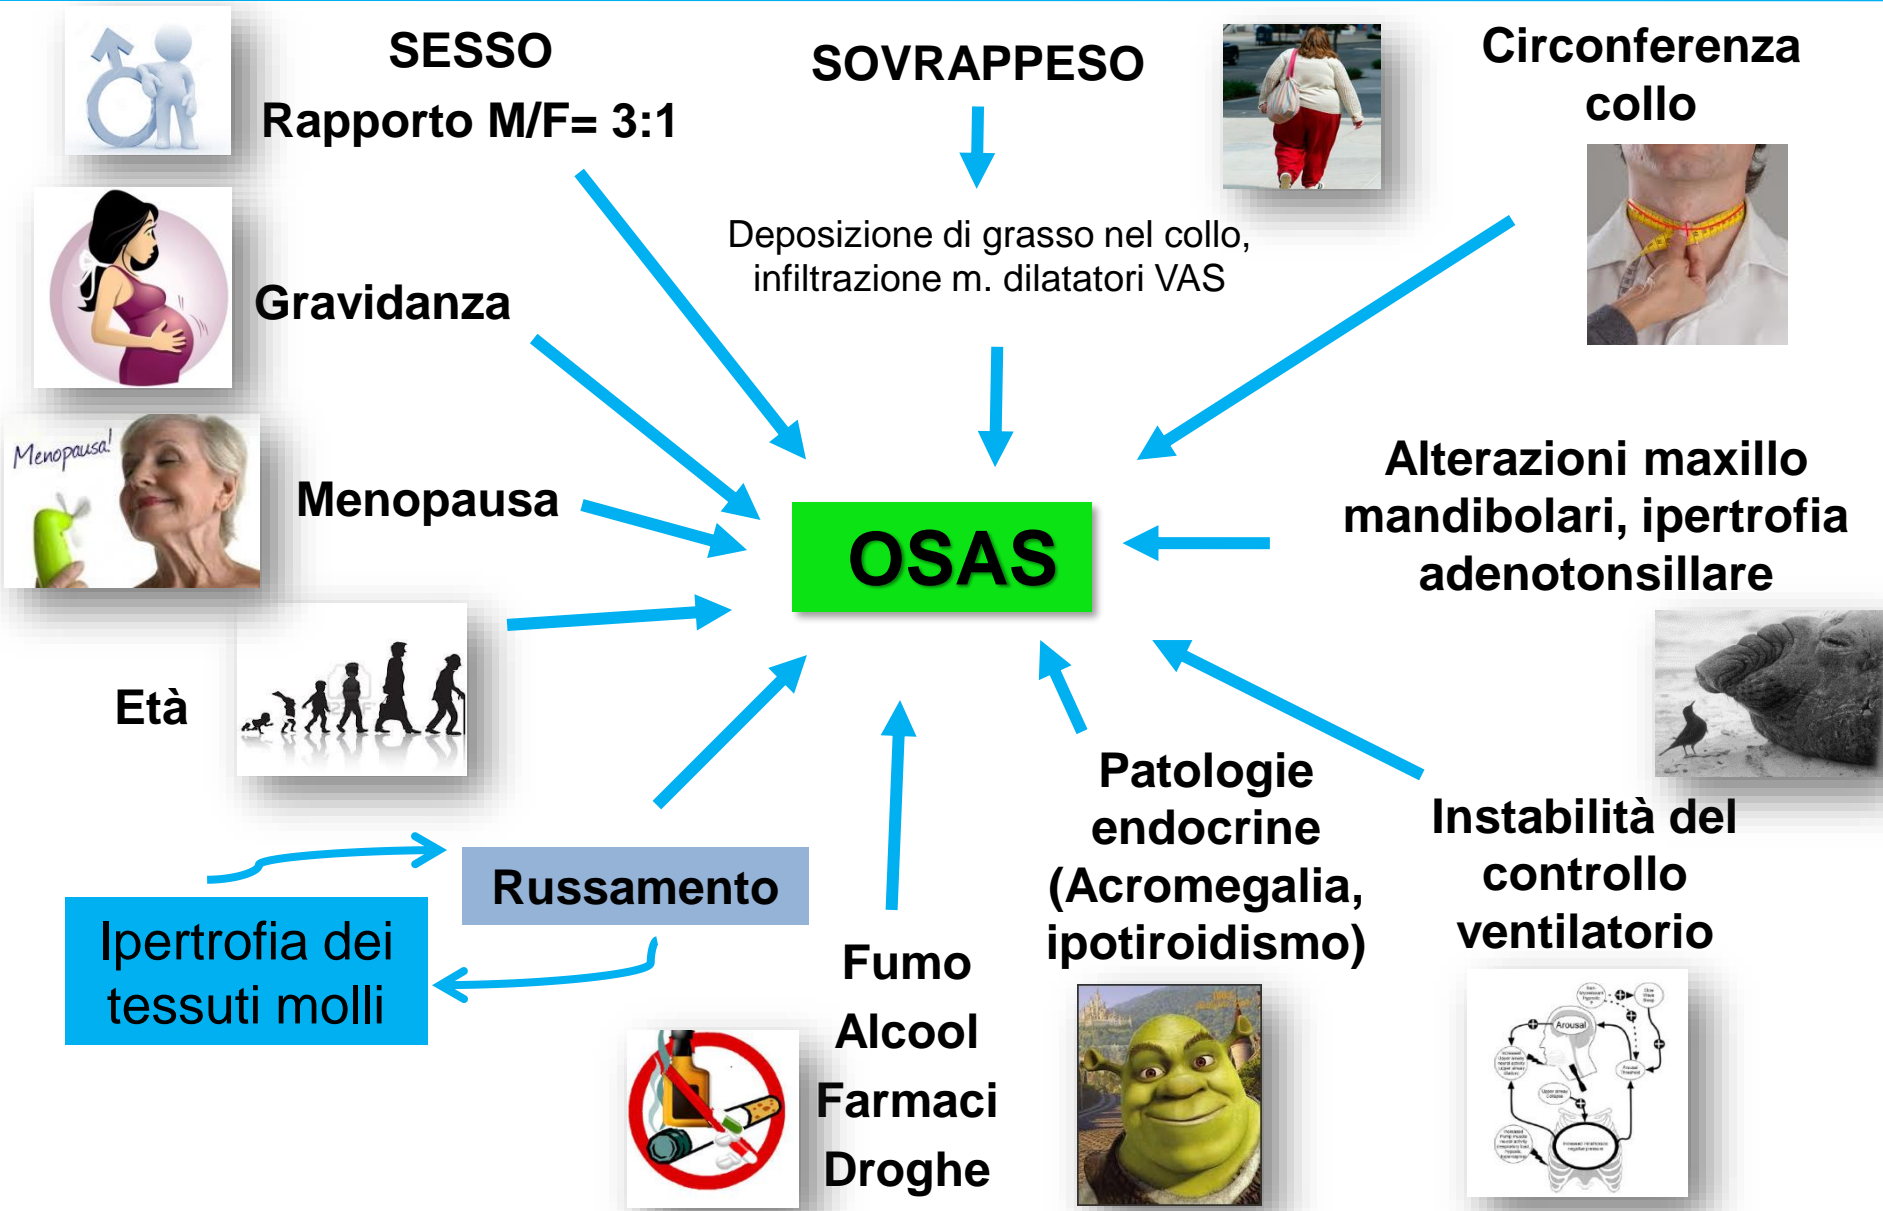 SESSO
Rapporto M/F= 3:1
SOVRAPPESO
Circonferenza
collo
Deposizione di grasso nel collo,
infiltrazione m. dilatatori VAS
Gravidanza
Menopausa!
Menopausa
OSAS
Alterazioni maxillo
mandibolari, ipertrofia
adenotonsillare
Età
Russamento
Ipertrofia dei
tessuti molli
Fumo
Alcool
Farmaci
Droghe
Patologie
endocrine
(Acromegalia,
ipotiroidismo)
Instabilità del
controllo
ventilatorio
Arousal